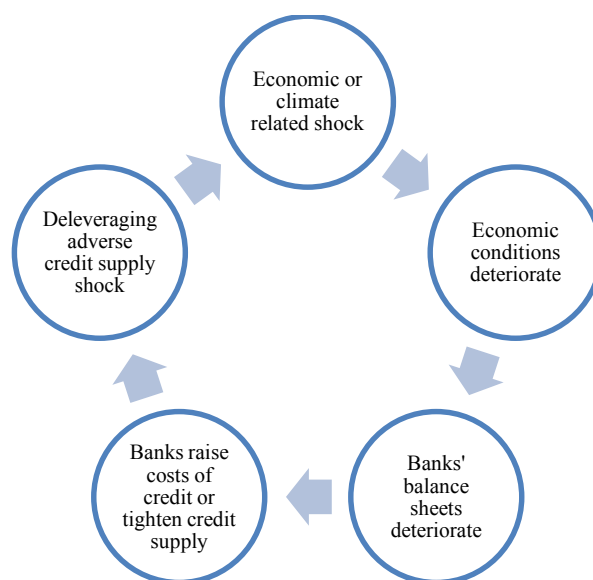 Economic or
climate
related shock
Economic
conditions
deteriorate
Banks'
balance
sheets
deteriorate
Banks raise
costs of
credit or
tighten credit
supply
Deleveraging
adverse
credit supply
shock